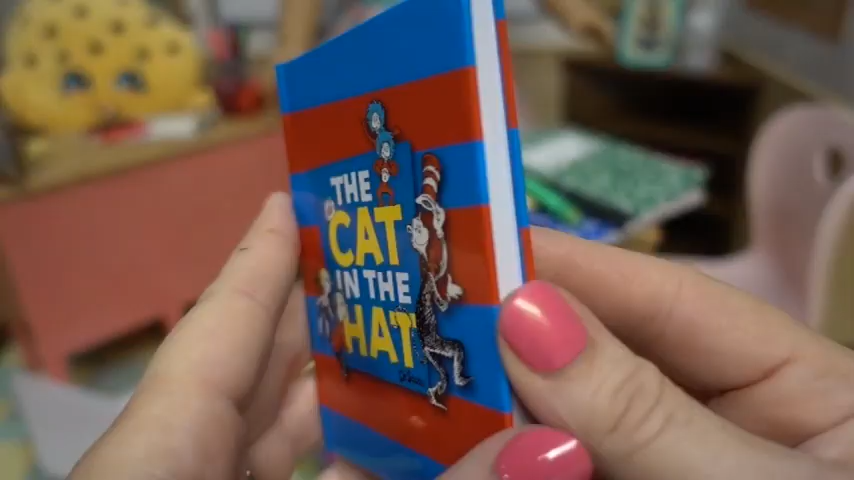 THE
CAT
IN THE
HAT